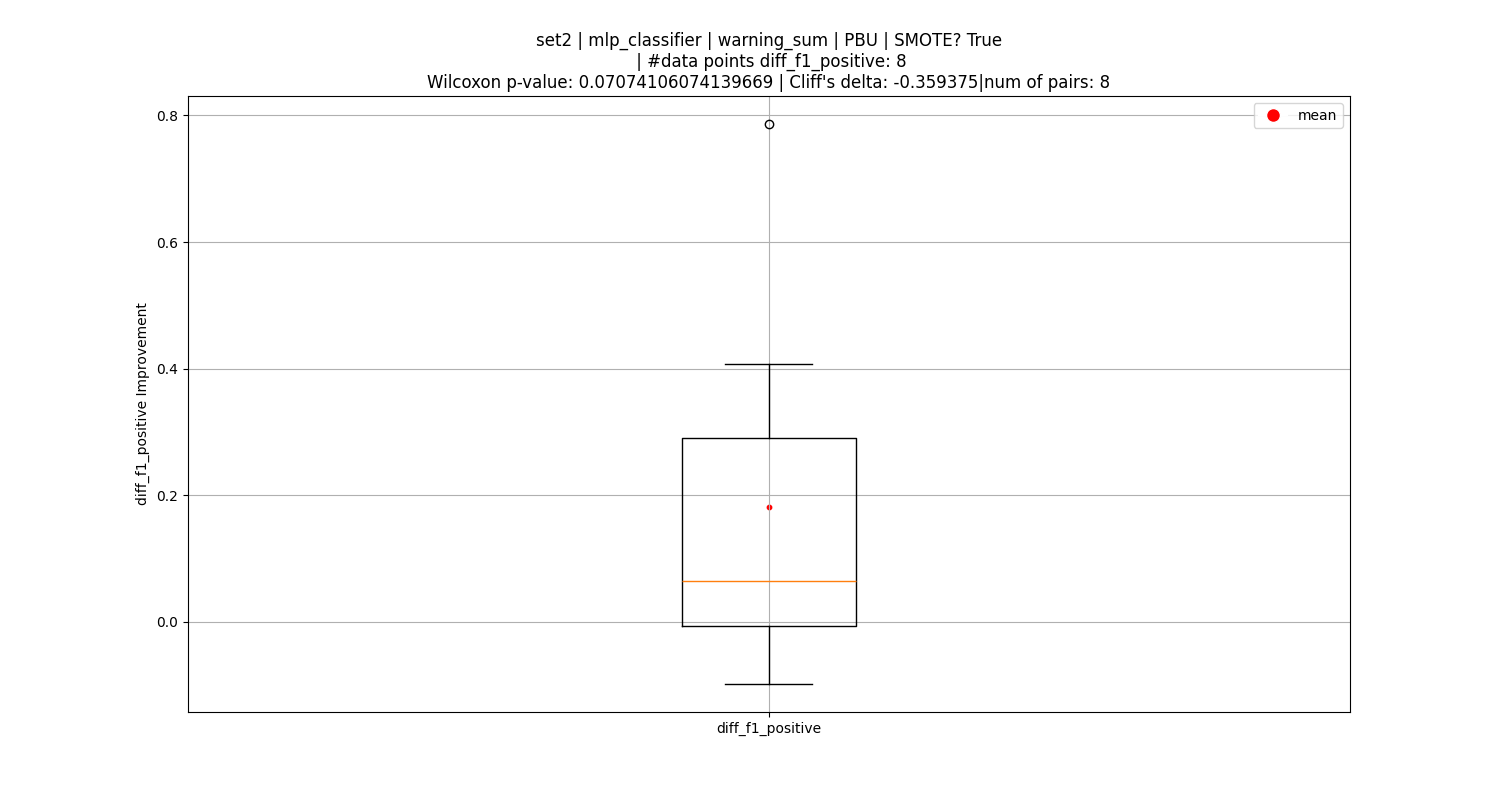 set2 | mlp_classifier | warning_sum | PBU | SMOTE? True
| #data points diff_f1_positive: 8
Wilcoxon p-value: 0.07074106074139669 | Cliff's delta: -0.359375|num of pairs: 8
mean
0.8
0.6
0.4
0.2
0.0
diff_f1_positive Improvement
diff_f1_positive